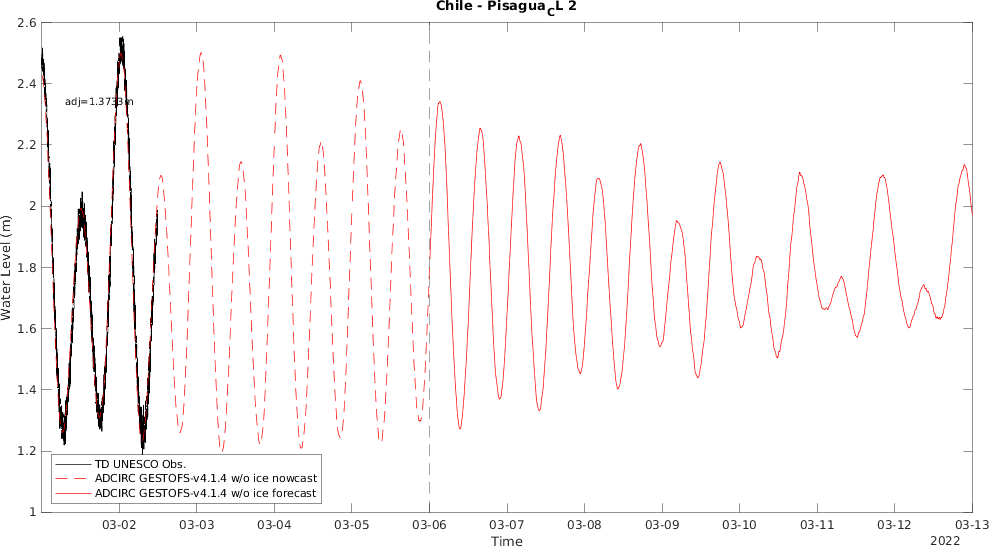 Chile - PisaguaCL 2
2.6
2.4
adj=1.3733m
2.2
2
1.8
Water Level (m)
1.6
1.4
1.2
1
TD UNESCO Obs.
ADCIRC GESTOFS-v4.1.4 w/o ice nowcast
ADCIRC GESTOFS-v4.1.4 w/o ice forecast
03-02 03-03 03-04 03-05 03-06 03-07 03-08 03-09 03-10 03-11 03-12 03-13
Time
2022